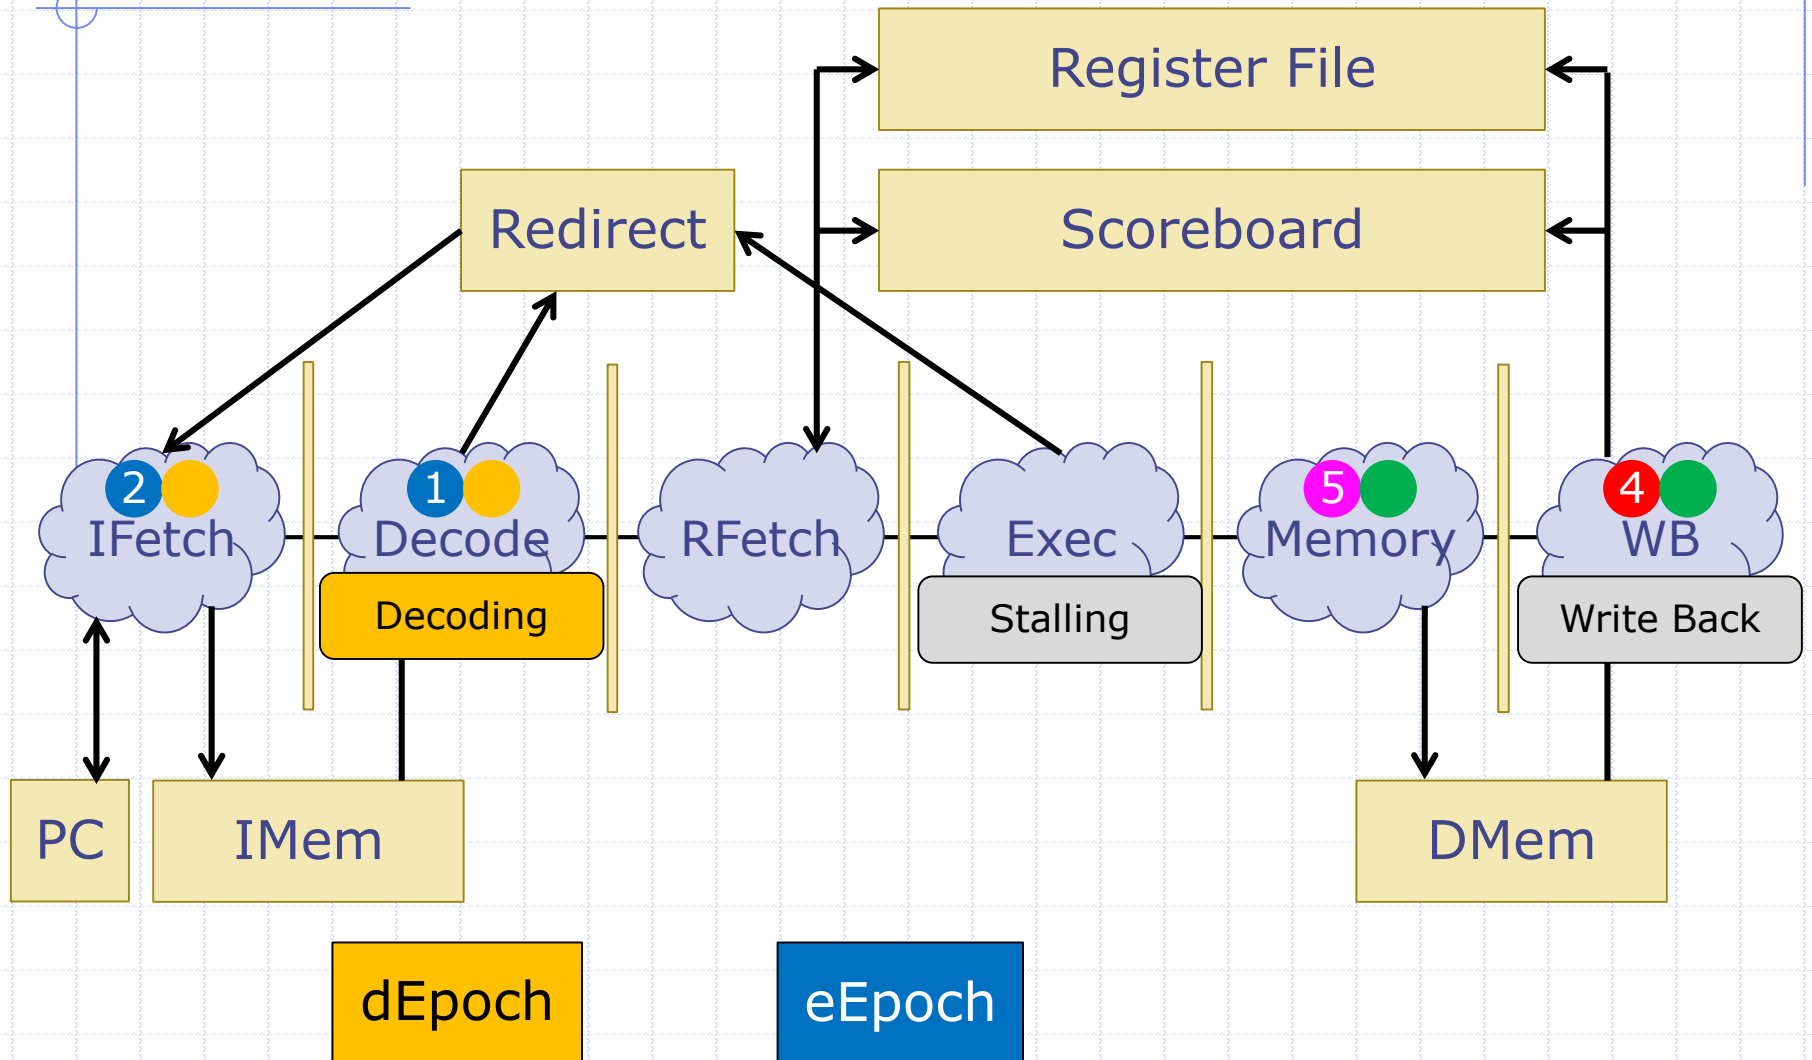 Register File
Redirect
Scoreboard
2
1
5
4
IFetch
Decode
RFetch
Exec
Memory
WB
Decoding
Stalling
Write Back
PC
IMem
DMem
dEpoch
eEpoch